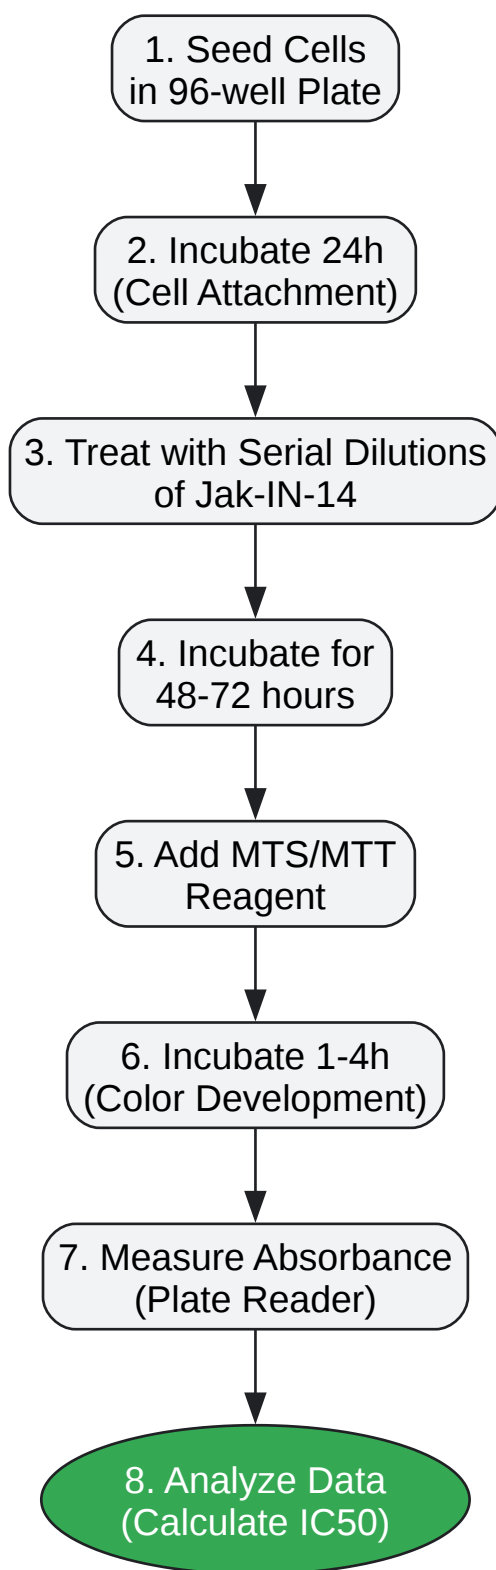 1. Seed Cells
in 96-well Plate
2. Incubate 24h
(Cell Attachment)
3. Treat with Serial Dilutions
of Jak-IN-14
4. Incubate for
48-72 hours
5. Add MTS/MTT
Reagent
6. Incubate 1-4h
(Color Development)
7. Measure Absorbance
(Plate Reader)
8. Analyze Data
(Calculate IC50)